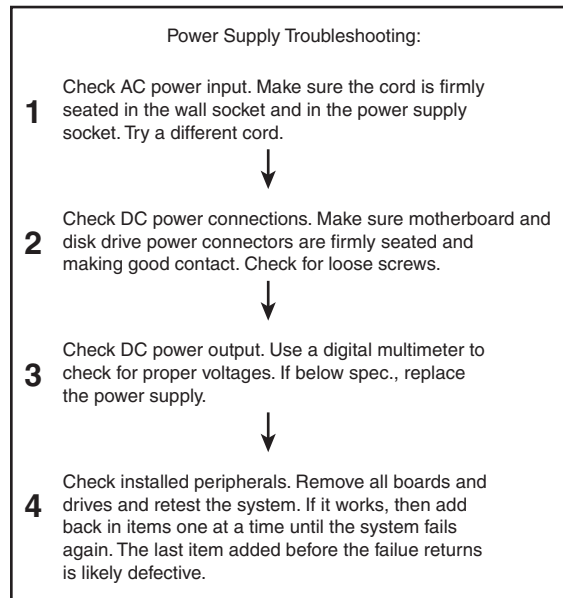 Power Supply Troubleshooting:
1
Check AC power input. Make sure the cord is firmly
seated in the wall socket and in the power supply
socket. Try a different cord.
2
Check DC power connections. Make sure motherboard and
disk drive power connectors are firmly seated and
making good contact. Check for loose screws.
3
Check DC power output. Use a digital multimeter to
check for proper voltages. If below spec., replace
the power supply.
4
Check installed peripherals. Remove all boards and
drives and retest the system. If it works, then add
back in items one at a time until the system fails
again. The last item added before the failue returns
is likely defective.